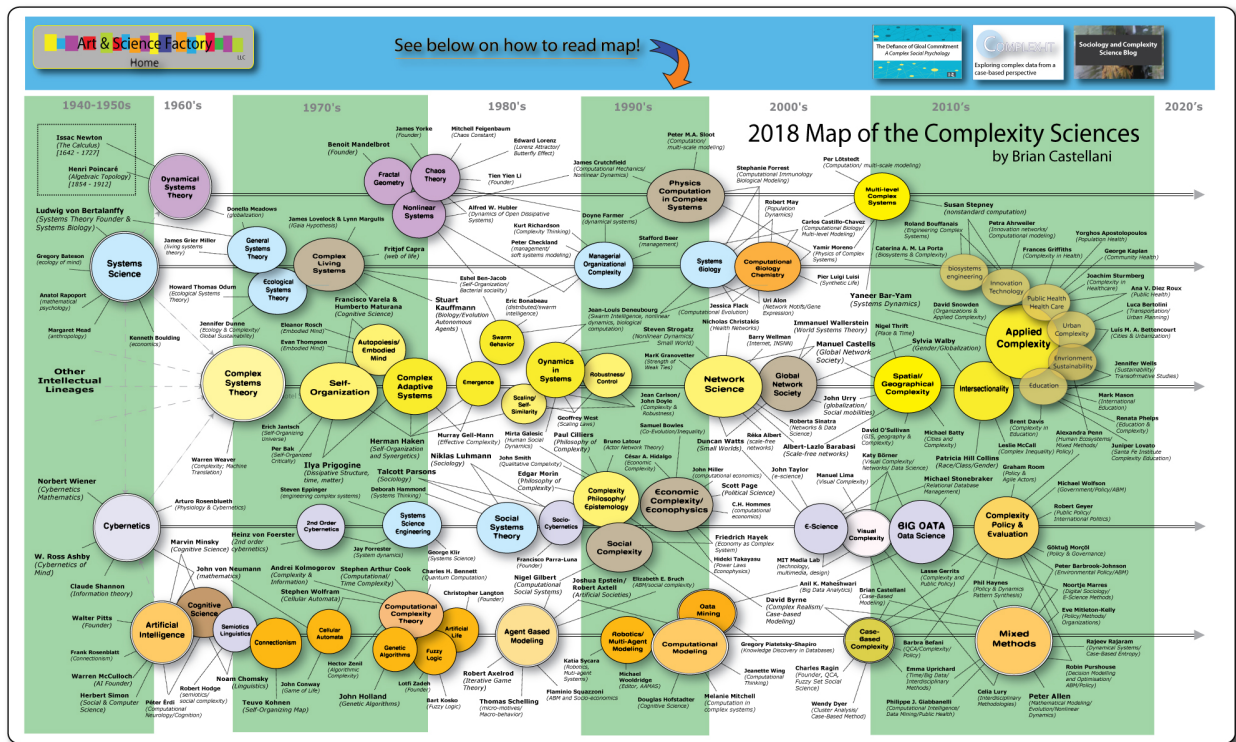 Art & Science Factory
LLC
Home
See below on how to read map!
The Defiance of Gloal Commitment
A Complex Social Psychology
COMPLEX-IT
Exploring complex data from a
case-based perspective
Sociology and Complexity
Science Blog
1940-1950s
1960's
1970's
1980's
1990's
2000's
2010's
2020's
2018 Map of the Complexity Sciences
by Brian Castellani
Issac Newton
(The Calculus)
[1642 - 1727]
Henri Poincaré
(Algebraic Topology)
[1854 - 1912]
Dynamical
Systems
Theory
Benoit Mandelbrot
(Founder)
James Yorke
(Founder)
Mitchell Feigenbaum
(Chaos Constant)
Edward Lorenz
(Lorenz Attractor/
Butterfly Effect)
Tien Yien Li
(Founder)
Fractal
Geometry
Chaos
Theory
Nonlinear
Systems
Alfred W. Hubler
(Dynamics of Open Dissipative
Systems)
James Crutchfield
(Computational Mechanics/
Nonlinear Dynamics)
Peter M.A. Sloot
(Computation/
multi-scale modeling)
Physics
Computation
in Complex
Systems
Doyne Farmer
(dynamical systems)
Stephanie Forrest
(Computational Immunology
Biological Modeling)
Robert May
(Population
Dynamics)
Carlos Castillo-Chavez
(Computational Biology/
Multi-level Modeling)
Yamir Moreno
(Physics of Complex
Systems)
Pier Luigi Luisi
(Synthetic Life)
Per Lötstedt
(Computation/ multi-scale modeling)
Multi-level
Complex
Systems
Susan Stepney
(nonstandard computation)
Ludwig von Bertalanffy
(Systems Theory Founder &
Systems Biology)
Gregory Bateson
(ecology of mind)
Anatol Rapoport
(mathematical
psychology)
Margaret Mead
(anthropology)
Kenneth Boulding
(economics)
Systems
Science
James Grier Miller
(living systems
theory)
Howard Thomas Odum
(Ecological Systems
Theory)
Donella Meadows
(globalization)
General
Systems
Theory
Ecological
Systems
Theory
Jennifer Dunne
(Ecology & Complexity/
Global Sustainability)
James Lovelock & Lynn Margulis
(Gaia Hypothesis)
Complex
Living
Systems
Fritjof Capra
(web of life)
Kurt Richardson
(Complexity Thinking)
Peter Checkland
(management/
soft systems modeling)
Stafford Beer
(management)
Managerial
Organizational
Complexity
Systems
Biology
Computational
Biology
Chemistry
Jessica Flack
(Computational Evolution)
Uri Alon
(Network Motifs/Gene
Expression)
Roland Bouffanais
(Engineering Complex
Systems)
Caterina A. M. La Porta
(Biosystems & Complexity)
Petra Ahrweiler
(Innovation networks/
Computational modeling)
Frances Griffiths
(Complexity in Health)
Yorghos Apostolopoulos
(Population Health)
George Kaplan
(Community Health)
Joachim Sturmberg
(Complexity in
Healthcare)
Ana V. Diez Roux
(Public Health)
Luca Bertolini
(Transportation/
Urban Planning)
Luís M. A. Bettencourt
(Cities & Urbanization)
Jennifer Wells
(Sustainability/
Transofmrative Studies)
Mark Mason
(International
Education)
Renata Phelps
(Education)
Juniper Lovato
(Santa Fe Institute
Complexity Education)
biosystems
engineering
Innovation
Technology
Public Health
Health Care
Urban
Complexity
Envrionment
Sustainability
Education
Applied
Complexity
Yaneer Bar-Yam
(Systems Dynamics)
David Snowden
(Organizations &
Applied Complexity)
Nigel Thrift
(Place & Time)
Sylvia Walby
(Gender/Globalization)
Other
Intellectual
Lineages
Complex
Systems
Theory
Francisco Varela &
Humberto Maturana
(Cognitive Science)
Eleanor Rosch
(Embodied Mind)
Evan Thompson
(Embodied Mind)
Autopoiesis/
Embodied
Mind
Self-
Organization
Complex
Adaptive
Systems
Stuart
Kauffmann
(Biology/Evolution
Autonomous
Agents)
Eshel Ben-Jacob
(Self-Organization/
Bacterial socialty)
Eric Bonabeau
(distributed/swarm
intelligence)
Jean-Louis Denneubourg
(Swarm Intelligence, nonlinear
dynamics, biological
computation)
Swarm
Behavior
Emergence
Scaling/
Self-
Similarity
Dynamics
in
Systems
Robustness/
Control
Geoffrey West
(Scaling Laws)
Steven Strogatz
(Nonlinear
Dynamics/
Small World)
Mark Granovetter
(Strength of
Weak Ties)
Jean Carlson/
John Doyle
(Complexity &
Robustness)
Samuel Bowles
(Co-Evolution/Inequality)
Nicholas Christakis
(Health Networks)
Barry Wellman
(Internet, INSNN)
Immanuel Wallerstein
(World Systems Theory)
Manuel Castells
(Global Network
Society)
Network
Science
Global
Network
Society
John Urry
(globalization/
Social mobilities)
Roberta Sinatra
(Networks & Data
Science)
Albert-Lazlo Barabasi
(Scale-free networks)
Réka Albert
(scale-free
networks)
Duncan Watts
(Small Worlds)
Spatial/
Geographical
Complexity
Intersectionality
David O'Sullivan
(GIS, geography &
complexity)
Michael Batty
(Cities and
Complexity)
Brent Davis
(Complexity in
Education)
Leslie McCall
(Complex Inequality)
Alexandra Penn
(Human Ecosystems/
Mixed Methods/
Policy)
Patricia Hill Collins
(Race/Class/Gender)
Erich Jantsch
(Self-Organizing
Universe)
Per Bak
(Self-Organized
Critically)
Ilya Prigogine
(Dissipative Structure,
time, matter)
Herman Haken
(Self-Organization
and Synergetics)
Murray Gell-Mann
(Effective Complexity)
Mirta Galesic
(Human Social
Dynamics)
Paul Cilliers
(Philosophy of
Complexity)
Bruno Latour
(Actor Network Theory)
César A. Hidalgo
(Economic
Complexity)
Niklas Luhmann
(Sociology)
John Smith
(Qualitative Complexity)
Edgar Morin
(Philosophy of
Complexity)
Talcott Parsons
(Sociology)
Deborah Hammond
(Systems Thinking)
Steven Eppinger
(engineering complex systems)
Warren Weaver
(Complexity; Machine
Translation)
Norbert Wiener
(Cybernetics
Mathematics)
Arturo Rosenblueth
(Physiology & Cybernetics)
Cybernetics
W. Ross Ashby
(Cybernetics of
Mind)
Heinz von Foerster
(2nd order
cybernetics)
2nd Order
Cybernetics
Jay Forrester
(System dynamics)
Systems
Science
Engineering
George Klir
(Systems Science)
Social
Systems
Theory
Socio-
Cybernetics
Francisco Parra-Luna
(Founder)
Complexity
Philosophy/
Epistemology
Social
Complexity
Economic
Complexity/
Econophysics
John Miller
(computational economics)
Scott Page
(Political Science)
C.H. Hommes
(computational
economics)
Friedrich Hayek
(Economy as Complex
System)
Hideki Takayasu
(Power Laws
Econophysics)
Elizabeth E. Bruch
(ABM/social complexity)
John Taylor
(e-science)
Katy Börner
(Visual Complexity/
Networks/ Data Science)
Manuel Lima
(Visual Complexity)
Michael Stonebraker
(Relational Database
Management)
E-Science
Visual
Complexity
BIG DATA
Data Science
MIT Media Lab
(technology,
multimedia, design)
Anil K. Maheshwari
(Big Data Analytics)
Lasse Gerrits
(Complexity and
Public Policy)
Graham Room
(Policy &
Agile Actors)
Michael Wolfson
(Government/Policy/ABM)
Robert Geyer
(Public Policy/
International Politics)
Complexity
Policy &
Evaluation
Göktuğ Morçöl
(Policy & Governance)
Peter Barbrook-Johnson
(Environmental Policy/ABM)
Phil Haynes
(Policy & Dynamics
Pattern Synthesis)
Noortje Marres
(Digital Sociology/
E-Science Methods)
Eve Mitleton-Kelly
(Policy/Methods/
Organizations)
Rajeev Rajaram
(Dynamical Systems/
Case-Based Entropy)
Robin Purshouse
(Decision Modelling
and Optimisation/
ABM/Policy)
Peter Allen
(Mathematical Modeling/
Evolution/Nonlinear
Dynamics)
Marvin Minsky
(Cognitive Science)
John von Neumann
(mathematics)
Claude Shannon
(Information theory)
Walter Pitts
(Founder)
Frank Rosenblatt
(Connectionism)
Warren McCulloch
(AI Founder)
Herbert Simon
(Social & Computer
Science)
Artificial
Intelligence
Cognitive
Science
Semiotics
Linguistics
Connectionism
Cellular
Automata
Péter Érdi
(Computational
Neurology/Cognition)
Robert Hodge
(semiotics/
social complexity)
Noam Chomsky
(Linguistics)
Teuvo Kohnen
(Self-Organizing Map)
John Conway
(Game of Life)
Hector Zenil
(Algorithmic
Complexity)
Andrei Kolmogorov
(Complexity &
Information)
Stephen Wolfram
(Cellular Automata)
Stephen Arthur Cook
(Computational/
Time Complexity)
Charles H. Bennett
(Quantum Computation)
Christopher Langton
(Founder)
Computational
Complexity Theory
Artificial
Life
Genetic
Algorithms
Fuzzy
Logic
John Holland
(Genetic Algorithms)
Lotfi Zadeh
(Founder)
Bart Kosko
(Fuzzy Logic)
Nigel Gilbert
(Computational
Social Systems)
Joshua Epstein/
Robert Axtell
(Artificial Societies)
Agent Based
Modeling
Robert Axelrod
(Iterative Game
Theory)
Thomas Schelling
(micro-motives/
Macro-behavior)
Flaminio Squazzoni
(ABM and Socio-economics)
Katia Sycara
(Robotics,
Multi-agent
Systems)
Robotics/
Multi-Agent
Modeling
Michael
Wooldridge
(Editor, AAMAS)
Douglas Hofstadter
(Cognitive Science)
Data
Mining
Computational
Modeling
Gregory Piatetsky-Shapiro
(Knowledge Discovery in Databases)
Jeanette Wing
(Computational
Thinking)
Melanie Mitchell
(Computation in
complex systems)
David Byrne
(Complex Realism/
Case-based
Modeling)
Brian Castellani
(Case-Based
Modeling)
Case-
Based
Complexity
Charles Ragin
(Founder, QCA,
Fuzzy Set Social
Science)
Wendy Dyer
(Cluster Analysis/
Case-Based Method)
Barbra Befani
(QCA/Complexity/
Policy)
Emma Uprichard
(Time/Big Data/
Interdisciplinary
Methods)
Philippe J. Giabbanelli
(Computational Intelligence/
Data Mining/Public Health)
Celia Lury
(Interdisciplinary
Methodologies)
Mixed
Methods